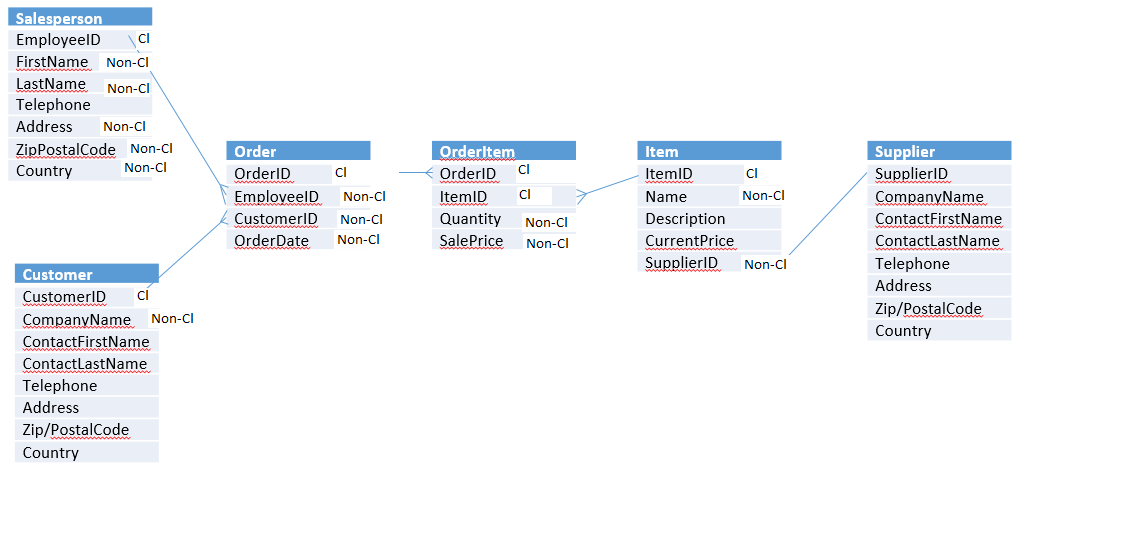 Salesperson
EmployeeID Cl
FirstName Non-Cl
LastName Non-Cl
Telephone
Address Non-Cl
ZipPostalCode Non-Cl
Country Non-Cl
Order
OrderID Cl
EmployeeID Non-Cl
CustomerID Non-Cl
OrderDate Non-Cl
OrderItem
OrderID Cl
ItemID Cl
Quantity Non-Cl
SalePrice Non-Cl
Item
ItemID Cl
Name Non-Cl
Description
CurrentPrice
SupplierID Non-Cl
Supplier
SupplierID
CompanyName
ContactFirstName
ContactLastName
Telephone
Address
Zip/PostalCode
Country
Customer
CustomerID Cl
CompanyName Non-Cl
ContactFirstName
ContactLastName
Telephone
Address
Zip/PostalCode
Country